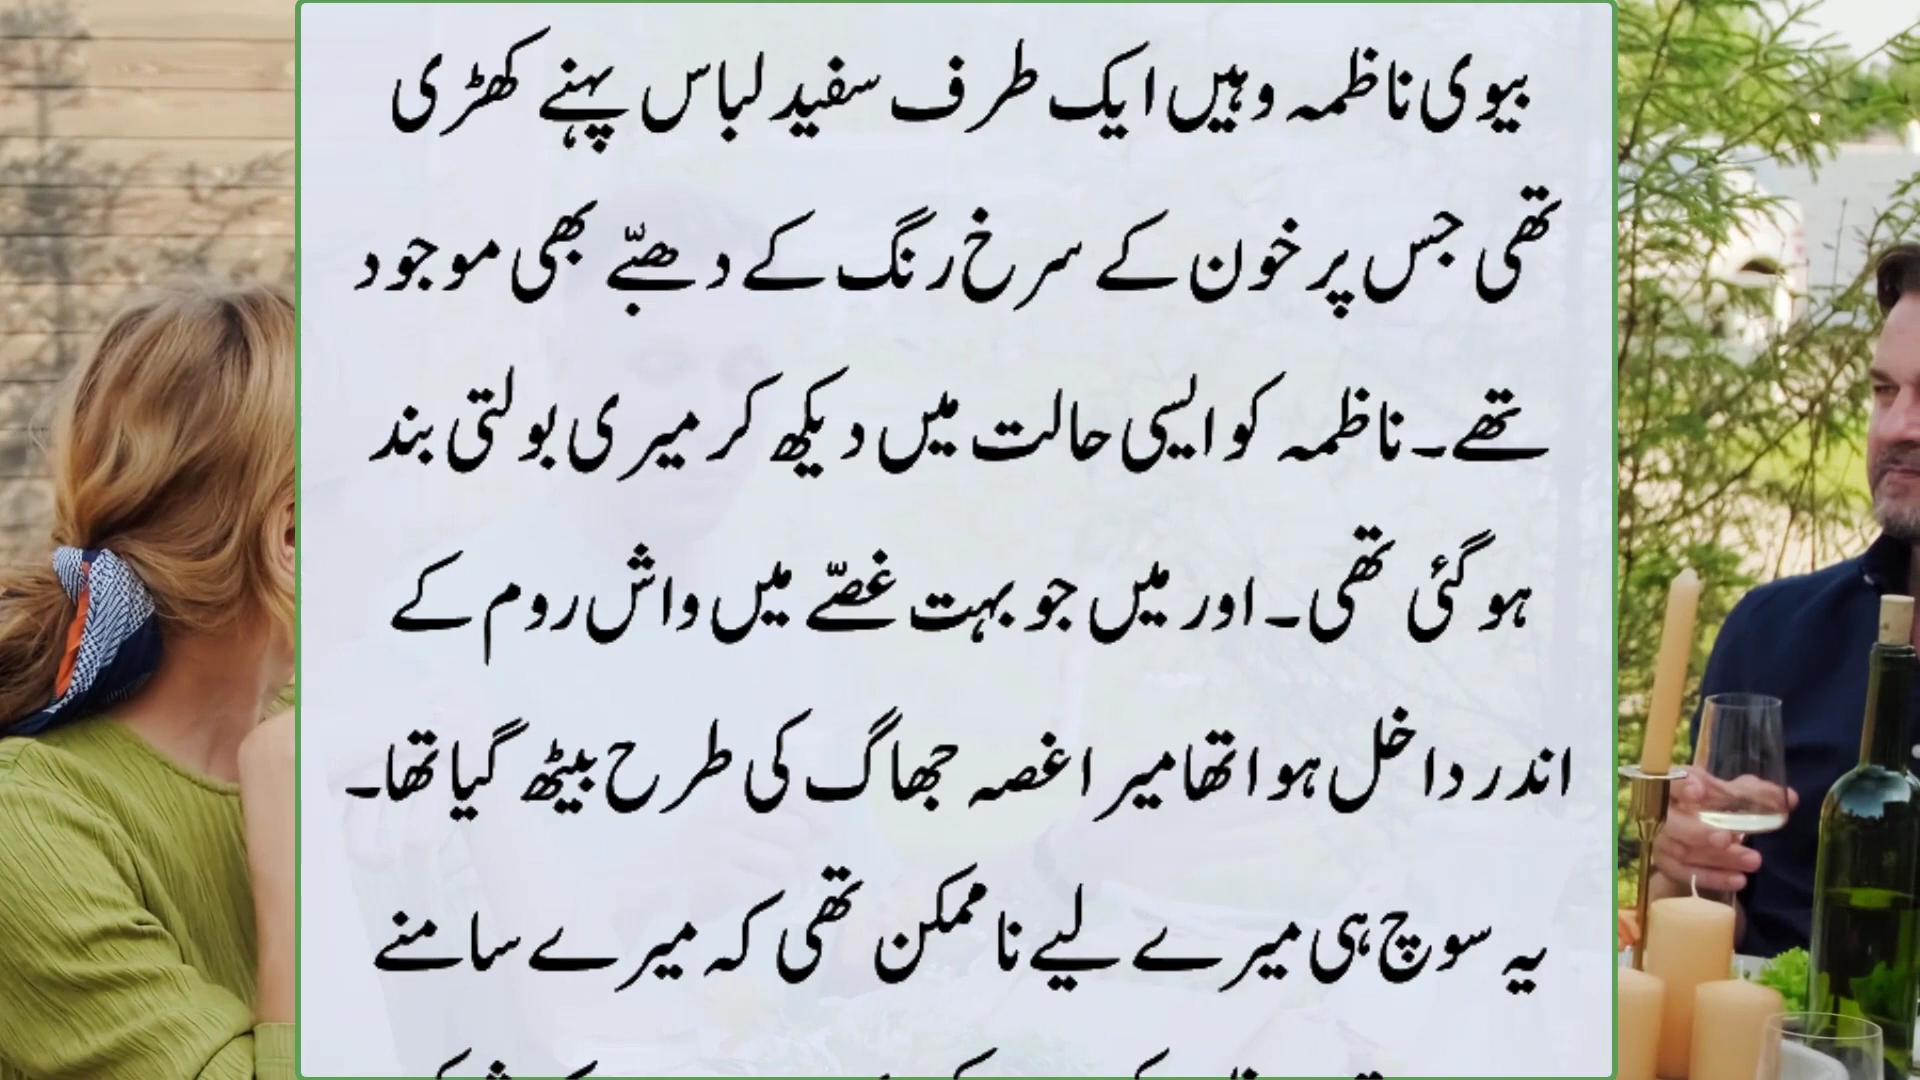 بیوی ناظمہ وہیں ایک طرف سفید لباس پہنے کھڑی
تھی جس پر خون کے سرخ رنگ کے دھبّے بھی موجود
تھے۔ ناظمہ کو ایسی حالت میں دیکھ کر میری بولتی بند
ہوگئی تھی۔ اور میں جو بہت غصّے میں واش روم کے
اندر داخل ہوا تھا میرا غصہ جھاگ کی طرح بیٹھ گیا تھا۔
یہ سوچ ہی میرے لیے ناممکن تھی کہ میرے سامنے